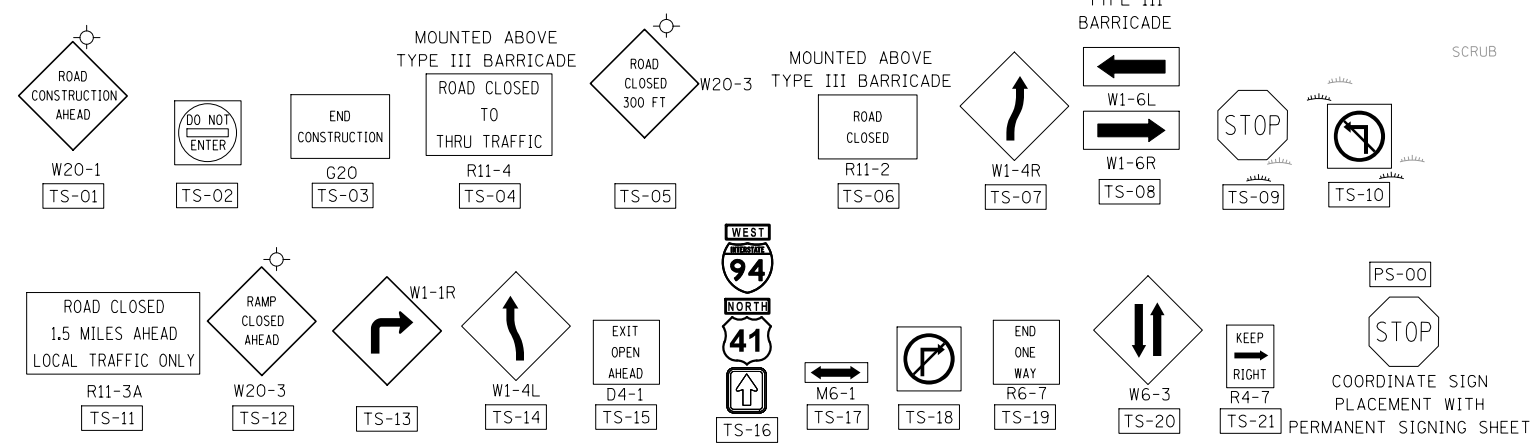 TYPE III
BARRICADE
SCRUB
ROAD
CONSTRUCTION
AHEAD
W20-1
TS-01
DO NOT
ENTER
TS-02
END
CONSTRUCTION
G20
TS-03
MOUNTED ABOVE
TYPE III BARRICADE
ROAD CLOSED
TO
THRU TRAFFIC
R11-4
TS-04
ROAD
CLOSED
300 FT
W20-3
TS-05
MOUNTED ABOVE
TYPE III BARRICADE
ROAD
CLOSED
R11-2
TS-06
W1-4R
TS-07
W1-6L
W1-6R
TS-08
STOP
TS-09
TS-10
ROAD CLOSED
1.5 MILES AHEAD
LOCAL TRAFFIC ONLY
R11-3A
TS-11
RAMP
CLOSED
AHEAD
W20-3
TS-12
W1-1R
TS-13
W1-4L
TS-14
EXIT
OPEN
AHEAD
D4-1
TS-15
WEST
INTERSTATE
94
NORTH
41
TS-16
M6-1
TS-17
TS-18
END
ONE
WAY
R6-7
TS-19
W6-3
TS-20
KEEP
RIGHT
R4-7
TS-21
PS-00
STOP
COORDINATE SIGN
PLACEMENT WITH
PERMANENT SIGNING SHEET